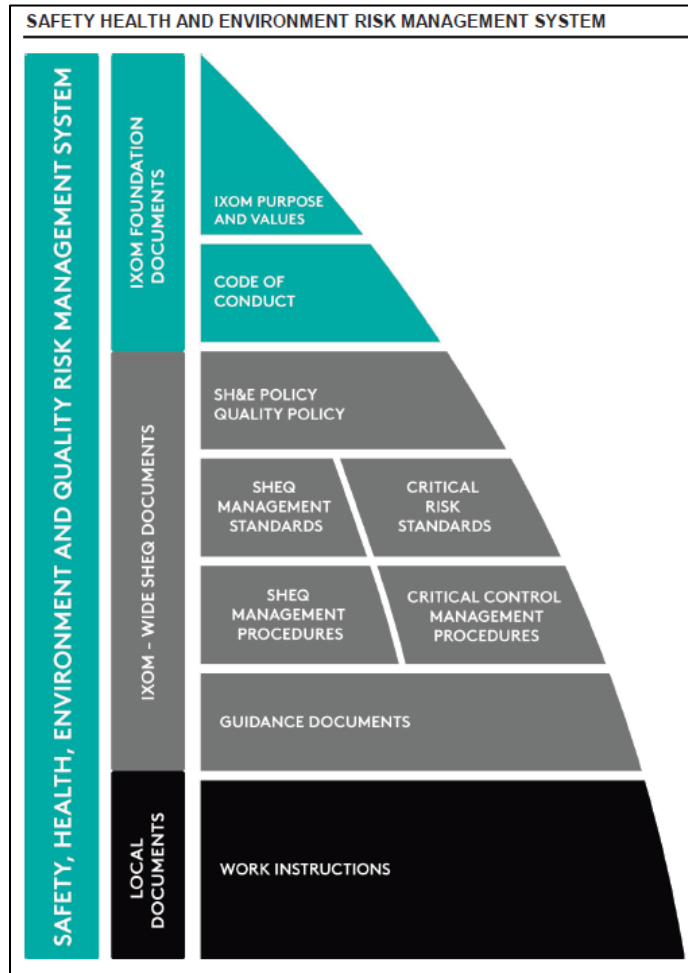 SAFETY HEALTH AND ENVIRONMENT RISK MANAGEMENT SYSTEM
SAFETY, HEALTH, ENVIRONMENT AND QUALITY RISK MANAGEMENT SYSTEM
IXOM FOUNDATION
DOCUMENTS
IXOM PURPOSE
AND VALUES
CODE OF
CONDUCT
IXOM – WIDE SHEQ DOCUMENTS
SH&E POLICY
QUALITY POLICY
SHEQ
MANAGEMENT
STANDARDS
CRITICAL
RISK
STANDARDS
SHEQ
MANAGEMENT
PROCEDURES
CRITICAL CONTROL
MANAGEMENT
PROCEDURES
GUIDANCE DOCUMENTS
LOCAL
DOCUMENTS
WORK INSTRUCTIONS